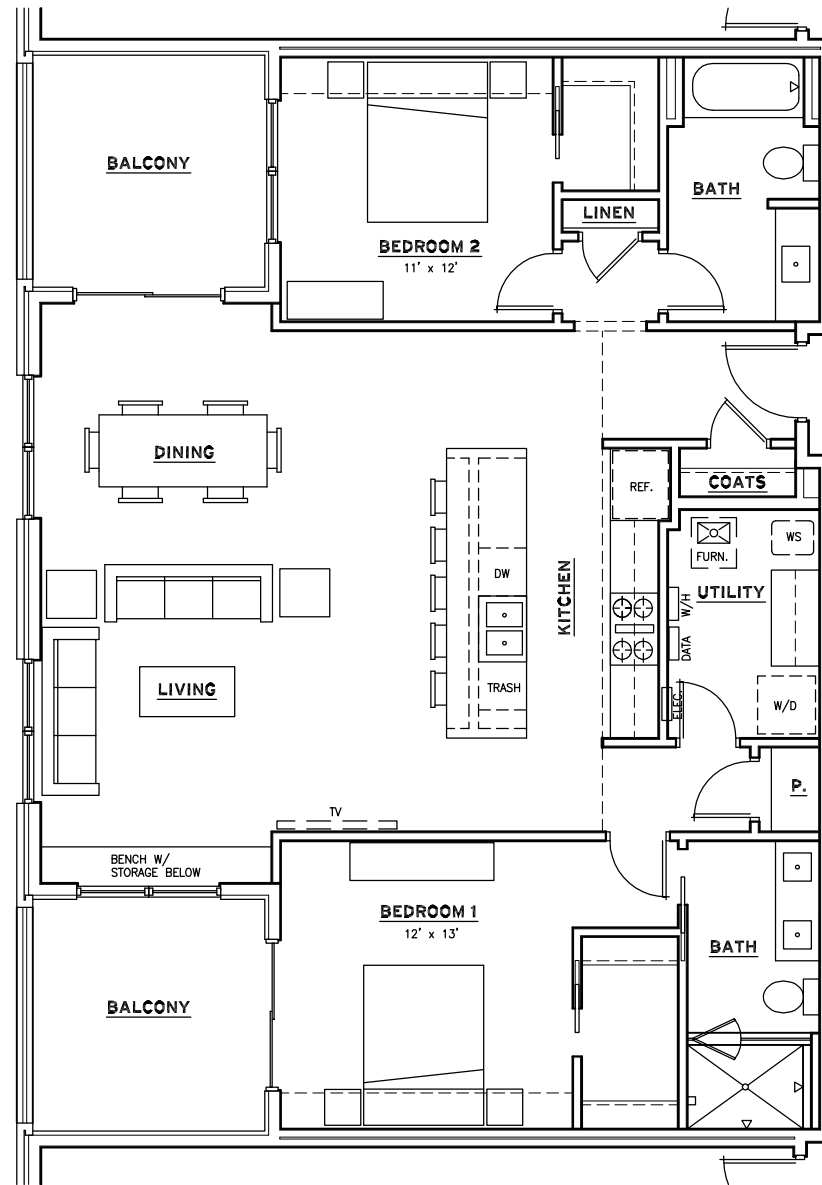 BALCONY
BEDROOM 2
11' x 12'
LINEN
BATH
DINING
REF.
COATS
WS
FURN.
UTILITY
W/H
DATA
ELEC.
W/D
DW
KITCHEN
TRASH
LIVING
P.
TV
BENCH W/
STORAGE BELOW
BEDROOM 1
12' x 13'
BATH
BALCONY